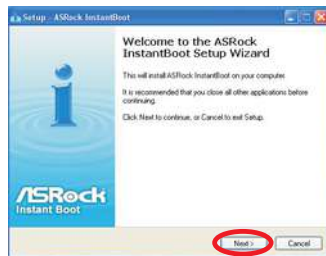 Setup - ASRock InstantBoot
Welcome to the ASRock
InstantBoot Setup Wizard
This will install ASRock InstantBoot on your computer.
It is recommended that you close all other applications before
continuing.
Click Next to continue, or Cancel to exit Setup.
ASRock
Instant Boot
Next >
Cancel